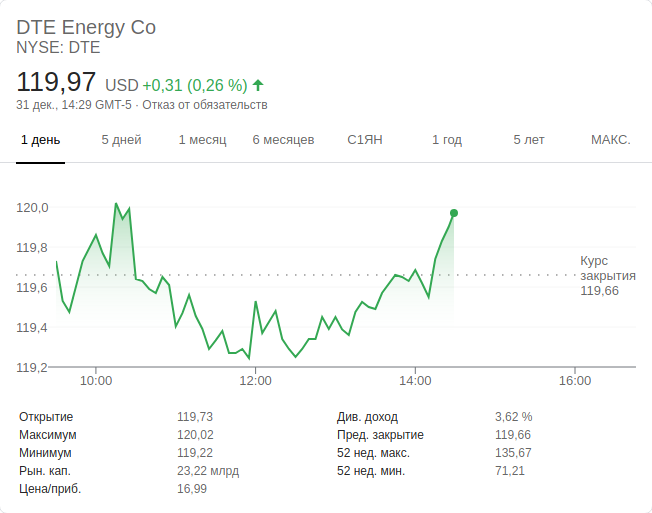 DTE Energy Co
NYSE: DTE
119,97 USD +0,31 (0,26 %)
31 дек., 14:29 GMT-5 · Отказ от обязательств
1 день 5 дней 1 месяц 6 месяцев С1ЯН 1 год 5 лет МАКС.
120,0
119,8
119,6
119,4
119,2
Курс
закрытия
119,66
10:00 12:00 14:00 16:00
Открытие 119,73
Максимум 120,02
Минимум 119,22
Рын. кап. 23,22 млрд
Цена/приб. 16,99
Див. доход 3,62 %
Пред. закрытие 119,66
52 нед. макс. 135,67
52 нед. мин. 71,21